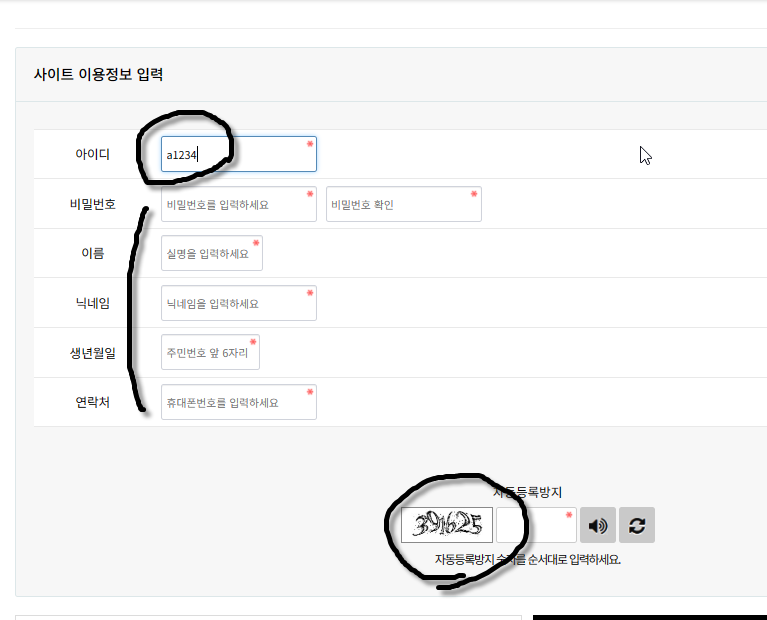 사이트 이용정보 입력
아이디 a1234 *
비밀번호 비밀번호를 입력하세요 * 비밀번호 확인 *
이름 실명을 입력하세요 *
닉네임 닉네임을 입력하세요 *
생년월일 주민번호 앞 6자리 *
연락처 휴대폰번호를 입력하세요 *
자동등록방지
*
자동등록방지 숫자를 순서대로 입력하세요.